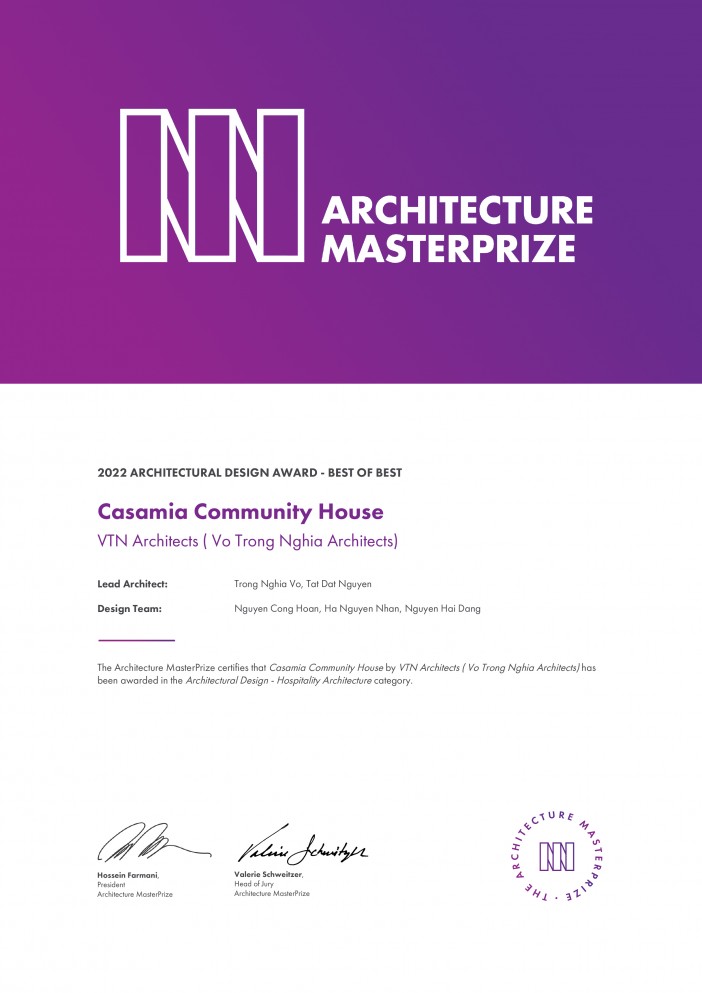 ARCHITECTURE
MASTERPRIZE
2022 ARCHITECTURAL DESIGN AWARD - BEST OF BEST
Casamia Community House
VTN Architects ( Vo Trong Nghia Architects)
Lead Architect: Trong Nghia Vo, Tat Dat Nguyen
Design Team: Nguyen Cong Hoan, Ha Nguyen Nhan, Nguyen Hai Dang
The Architecture MasterPrize certifies that Casamia Community House by VTN Architects ( Vo Trong Nghia Architects) has
been awarded in the Architectural Design - Hospitality Architecture category.
Valerie Schweitzer
Hossein Farmani,
President
Architecture MasterPrize
Valerie Schweitzer,
Head of Jury
Architecture MasterPrize
THE ARCHITECTURE MASTERPRIZE ·